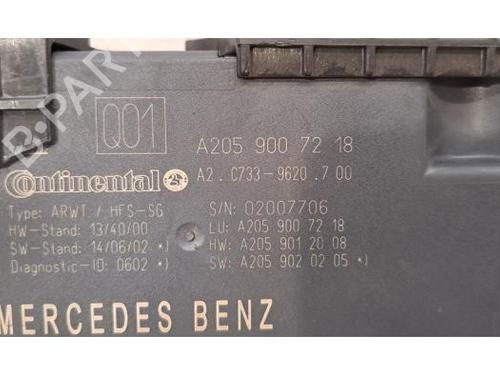 Q01
A205 900 72 18
Continental
A2.C733-9620.700
Type: ARWT / HFS-SG
S/N: 02007706
HW-Stand: 13/40/00
LU: A205 900 72 18
SW-Stand: 14/06/02 *)
HW: A205 901 20 08
Diagnostic-ID: 0602 *)
SW: A205 902 02 05 *)
MERCEDES BENZ
B-PARTS